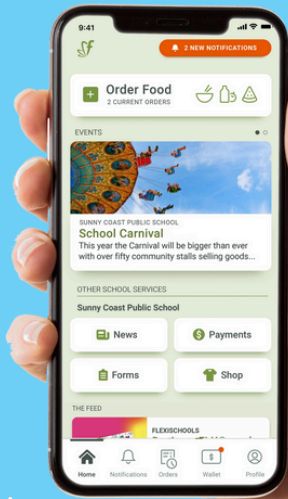 9:41
2 NEW NOTIFICATIONS
Order Food
2 CURRENT ORDERS
EVENTS
SUNNY COAST PUBLIC SCHOOL
School Carnival
This year the Carnival will be bigger than ever
with over fifty community stalls selling goods...
OTHER SCHOOL SERVICES
Sunny Coast Public School
News
$ Payments
Forms
Shop
THE FEED
FLEXISCHOOLS
$
Home Notifications Orders Wallet Profile